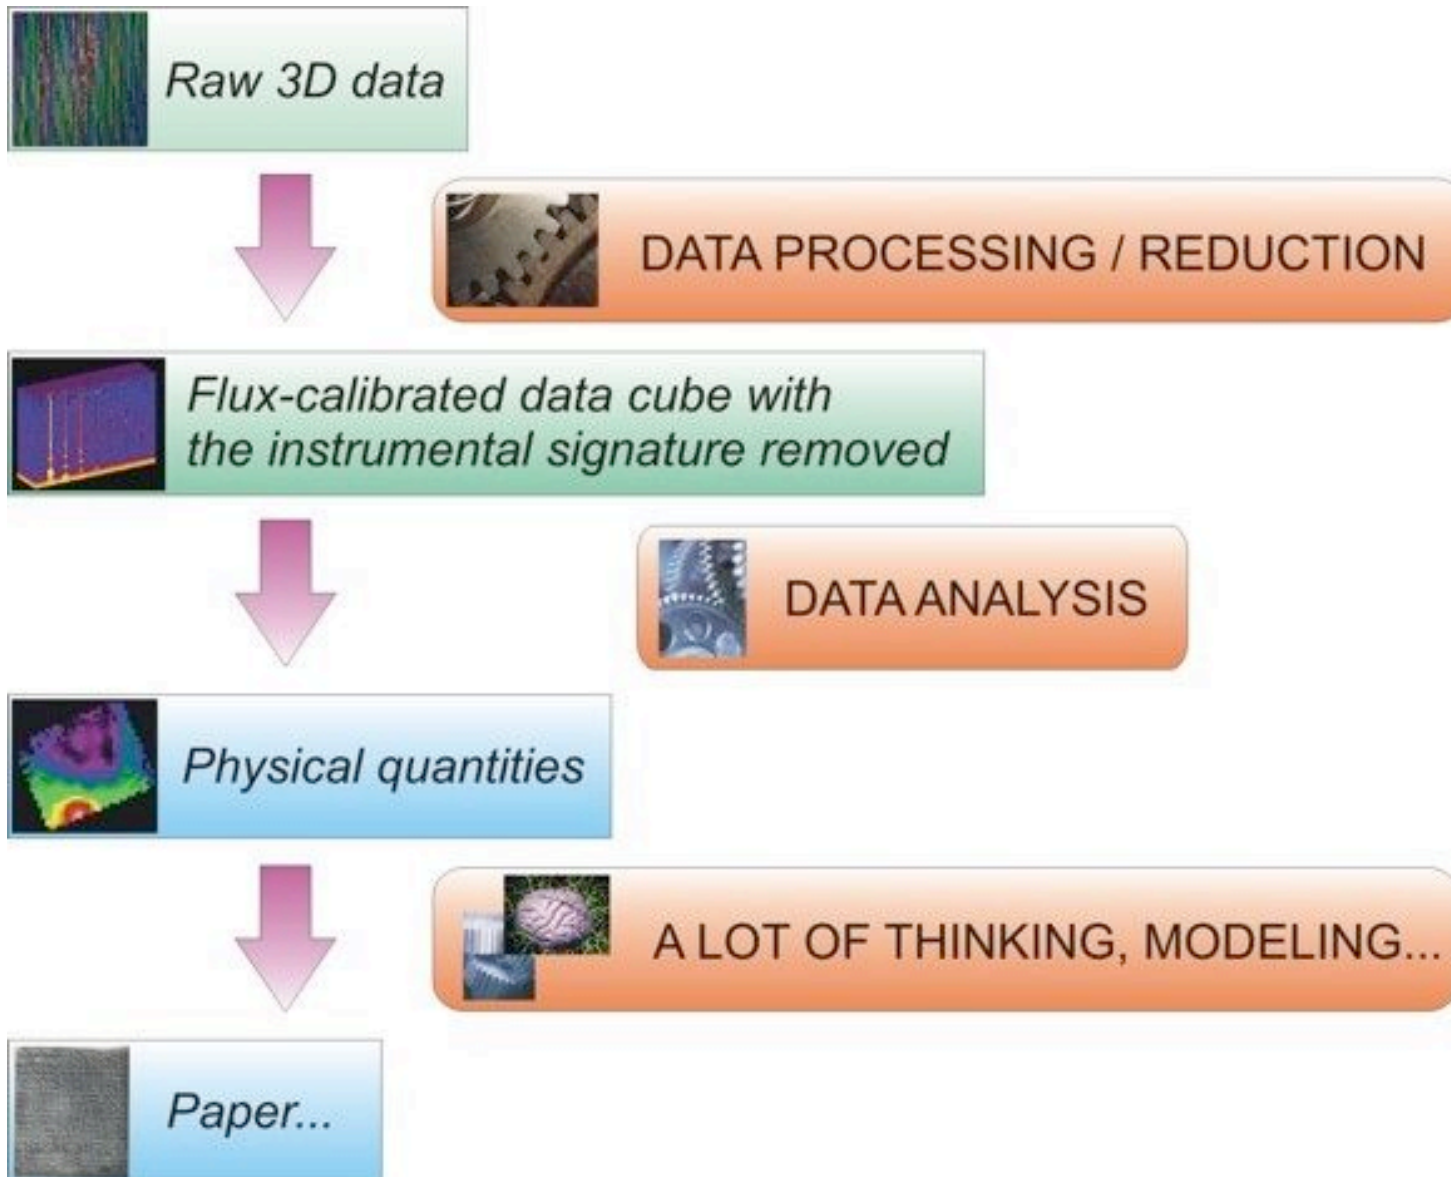 Raw 3D data
DATA PROCESSING / REDUCTION
Flux-calibrated data cube with
the instrumental signature removed
DATA ANALYSIS
Physical quantities
A LOT OF THINKING, MODELING...
Paper...